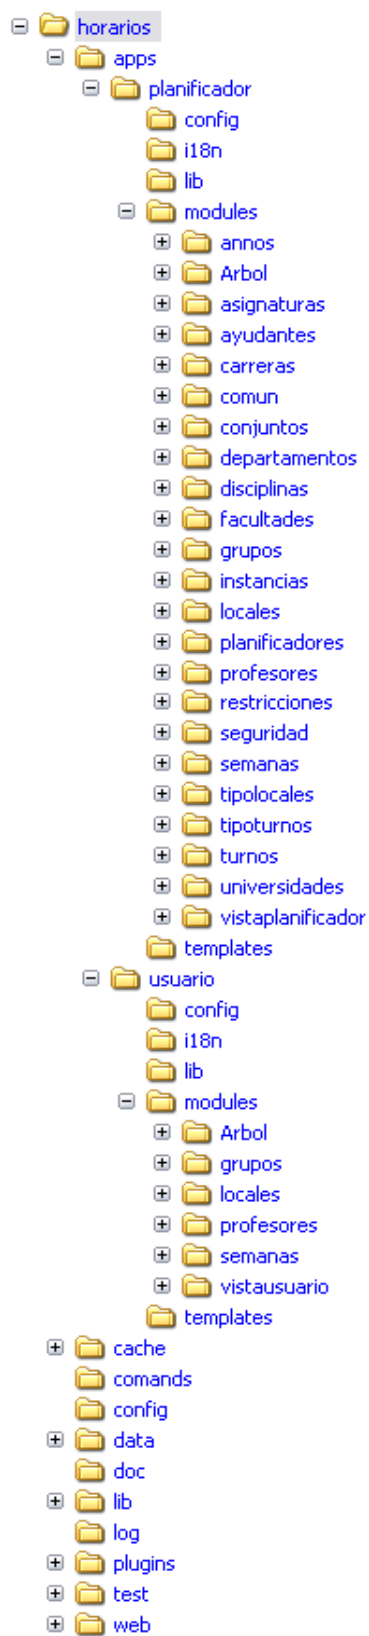 horarios
apps
planificador
config
i18n
lib
modules
annos
Arbol
asignaturas
ayudantes
carreras
comun
conjuntos
departamentos
disciplinas
facultades
grupos
instancias
locales
planificadores
profesores
restricciones
seguridad
semanas
tipolocales
tipoturnos
turnos
universidades
vistaplanificador
templates
usuario
config
i18n
lib
modules
Arbol
grupos
locales
profesores
semanas
vistausuario
templates
cache
comands
config
data
doc
lib
log
plugins
test
web